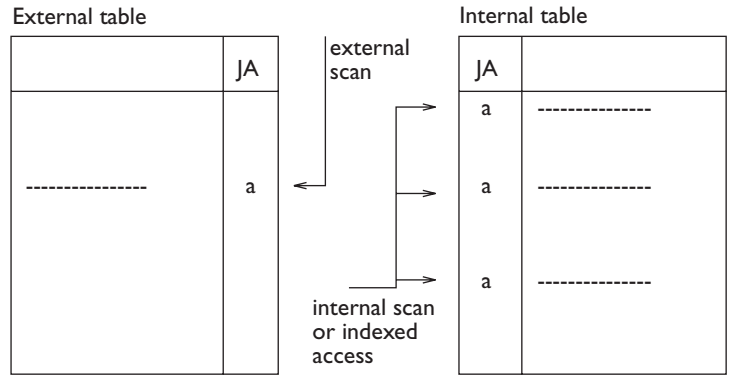 External table
Internal table
JA
external
scan
JA
a
---------------
---------------- a
a ---------------
a ---------------
internal scan
or indexed
access